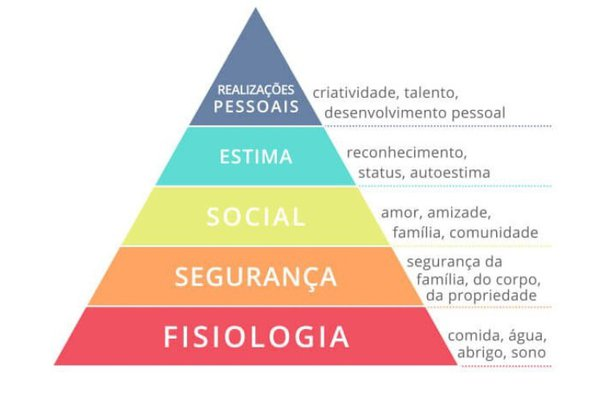 REALIZAÇÕES
PESSOAIS
criatividade, talento,
desenvolvimento pessoal
ESTIMA
reconhecimento,
status, autoestima
SOCIAL
amor, amizade,
família, comunidade
SEGURANÇA
segurança da
família, do corpo,
da propriedade
FISIOLOGIA
comida, água,
abrigo, sono